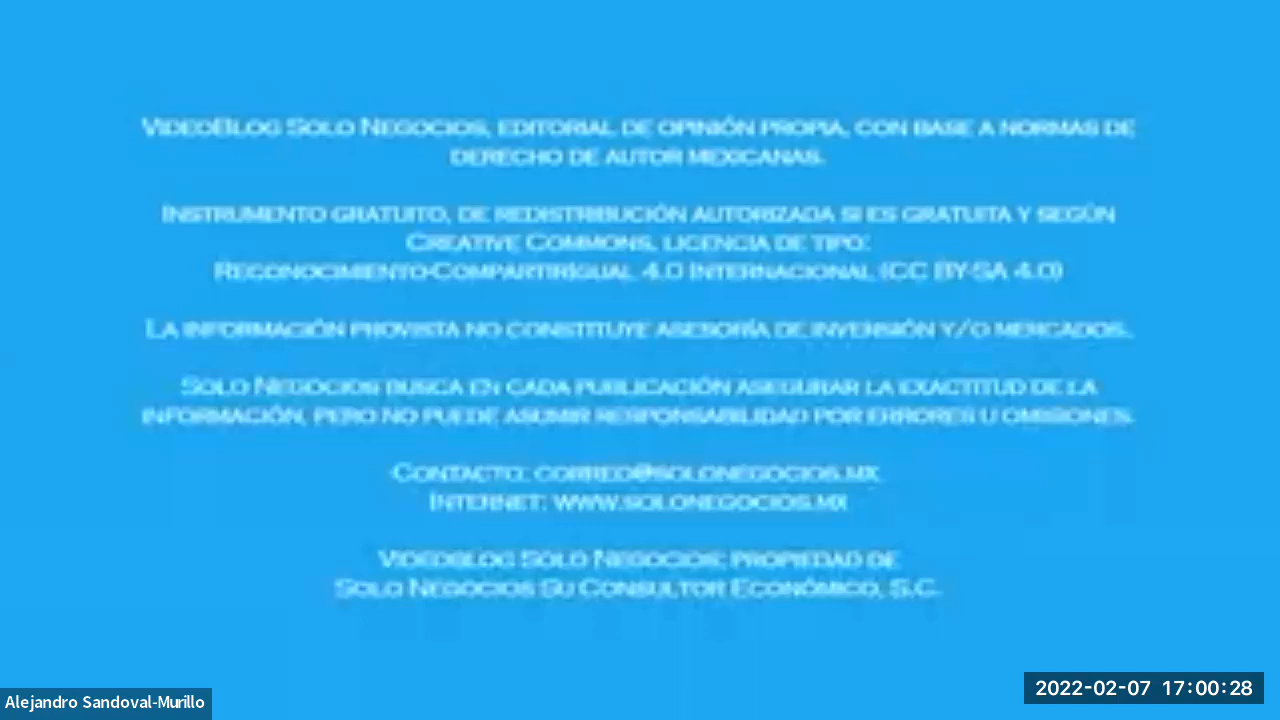 VIDEOBLOG SOLO NEGOCIOS, EDITORIAL DE OPINIÓN PROPIA, CON BASE A NORMAS DE
DERECHO DE AUTOR MEXICANAS.
INSTRUMENTO GRATUITO, DE REDISTRIBUCIÓN AUTORIZADA SI ES GRATUITA Y SEGÚN
CREATIVE COMMONS, LICENCIA DE TIPO:
RECONOCIMIENTO-COMPARTIRIGUAL 4.0 INTERNACIONAL (CC BY-SA 4.0)
LA INFORMACIÓN PROVISTA NO CONSTITUYE ASESORÍA DE INVERSIÓN Y/O MERCADOS.
SOLO NEGOCIOS BUSCA EN CADA PUBLICACIÓN ASEGURAR LA EXACTITUD DE LA
INFORMACIÓN, PERO NO PUEDE ASUMIR RESPONSABILIDAD POR ERRORES U OMISIONES.
CONTACTO: CORREO@SOLONEGOCIOS.MX
INTERNET: WWW.SOLONEGOCIOS.MX
VIDEOBLOG SOLO NEGOCIOS: PROPIEDAD DE
SOLO NEGOCIOS SU CONSULTOR ECONÓMICO, S.C.
Alejandro Sandoval-Murillo
2022-02-07 17:00:28